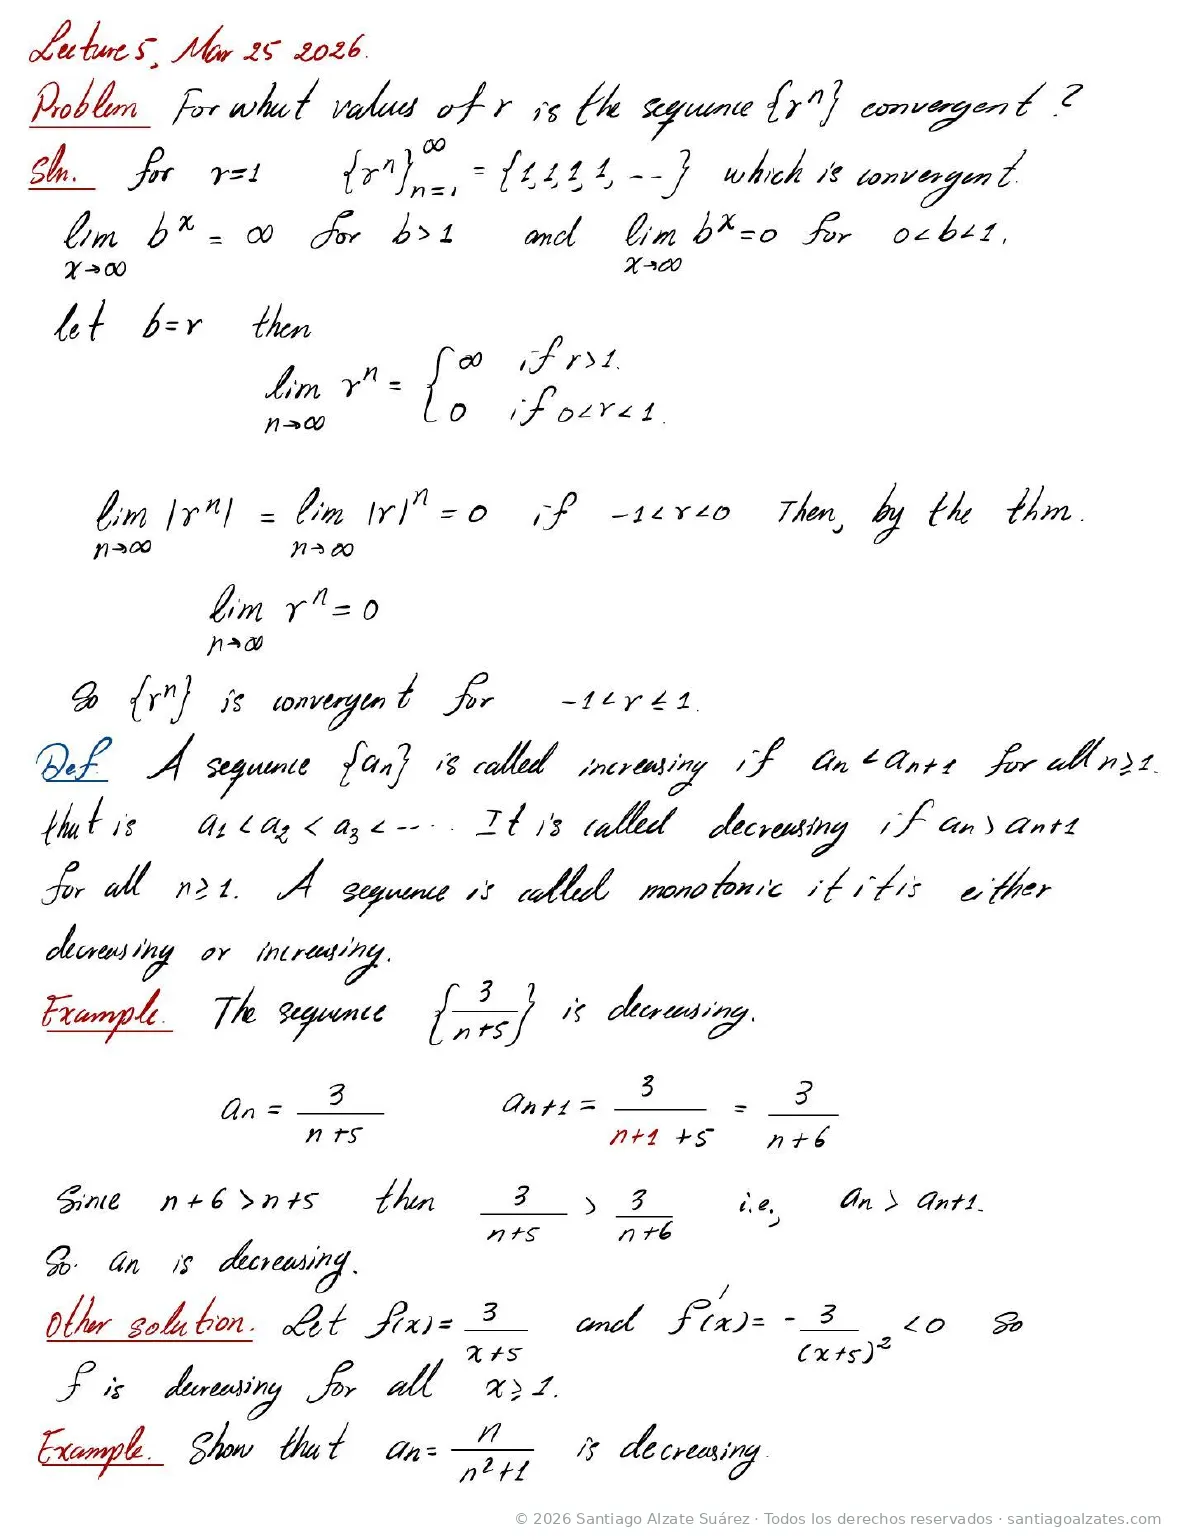 Lecture 5, Mar 25 2026.
Problem For what values of r is the sequence {rⁿ} convergent ?
Sln. for r=1 {rⁿ}_{n=1}^∞ = {1,1,1,1, ---} which is convergent.
lim_{x→∞} b^x = ∞ for b>1 and lim_{x→∞} b^x=0 for 0<b<1.
let b=r then
lim_{n→∞} rⁿ = { ∞ if r>1.
0 if 0<r<1.
lim_{n→∞} |rⁿ| = lim_{n→∞} |r|ⁿ = 0 if -1<r<0 Then, by the thm.
lim_{n→∞} rⁿ = 0
So {rⁿ} is convergent for -1<r≤1.
Def. A sequence {an} is called increasing if an < an+1 for all n≥1.
that is a1 < a2 < a3 < ---. It is called decreasing if an > an+1
for all n≥1. A sequence is called monotonic it it is either
decreasing or increasing.
Example. The sequence {3/(n+5)} is decreasing.
an = 3/(n+5) an+1 = 3/(n+1 +5) = 3/(n+6)
Since n+6 > n+5 then 3/(n+5) > 3/(n+6) i.e., an > an+1.
So. an is decreasing.
Other solution. Let f(x) = 3/(x+5) and f'(x) = -3/(x+5)² <0 So
f is decreasing for all x≥1.
Example. Show that an = n/(n²+1) is decreasing.
© 2026 Santiago Alzate Suárez · Todos los derechos reservados · santiagoalzates.com